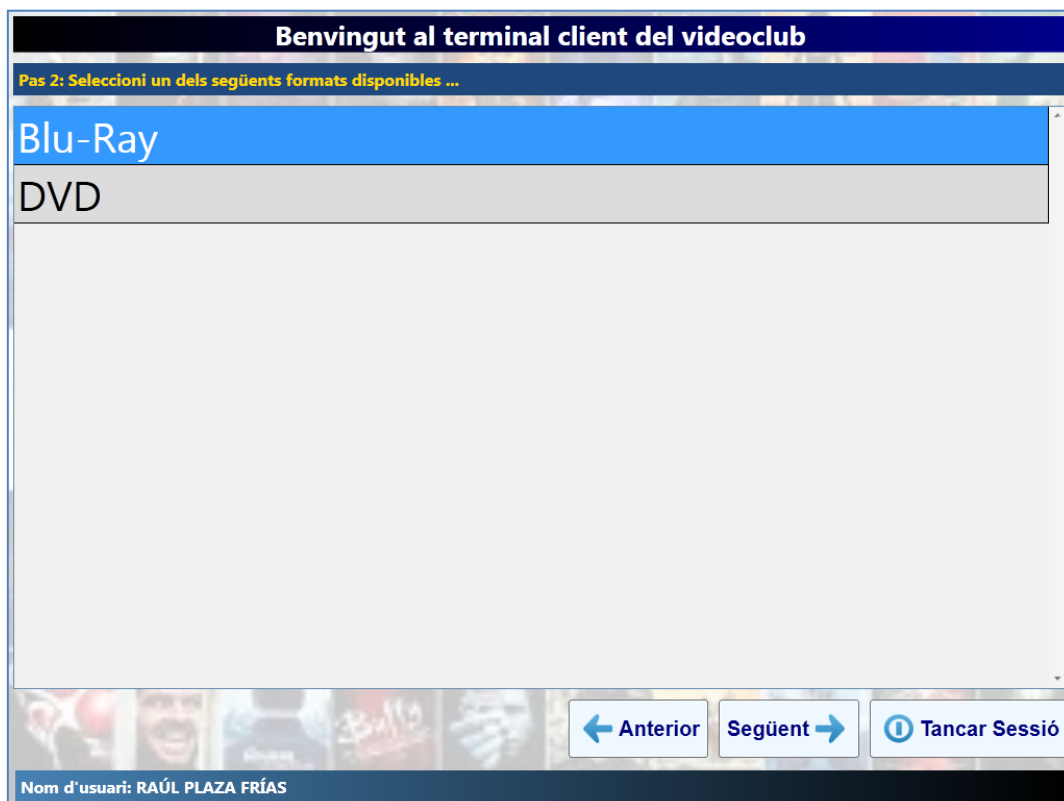 Benvingut al terminal client del videoclub
Pas 2: Seleccioni un dels següents formats disponibles ...
Blu-Ray
DVD
Bully
Anterior
Següent
Tancar Sessió
Nom d'usuari: RAÚL PLAZA FRÍAS